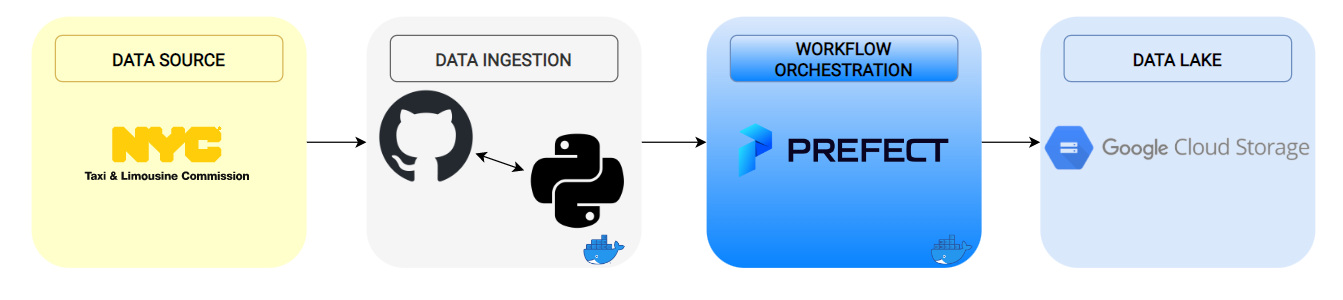 DATA SOURCE
NYC
Taxi & Limousine Commission
DATA INGESTION
WORKFLOW
ORCHESTRATION
PREFECT
DATA LAKE
Google Cloud Storage